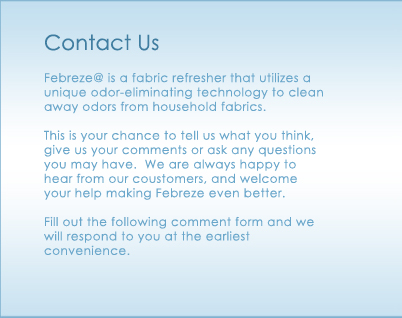 Contact Us
Febreze@ is a fabric refresher that utilizes a
unique odor-eliminating technology to clean
away odors from household fabrics.
This is your chance to tell us what you think,
give us your comments or ask any questions
you may have.  We are always happy to
hear from our coustomers, and welcome
your help making Febreze even better.
Fill out the following comment form and we
will respond to you at the earliest
convenience.